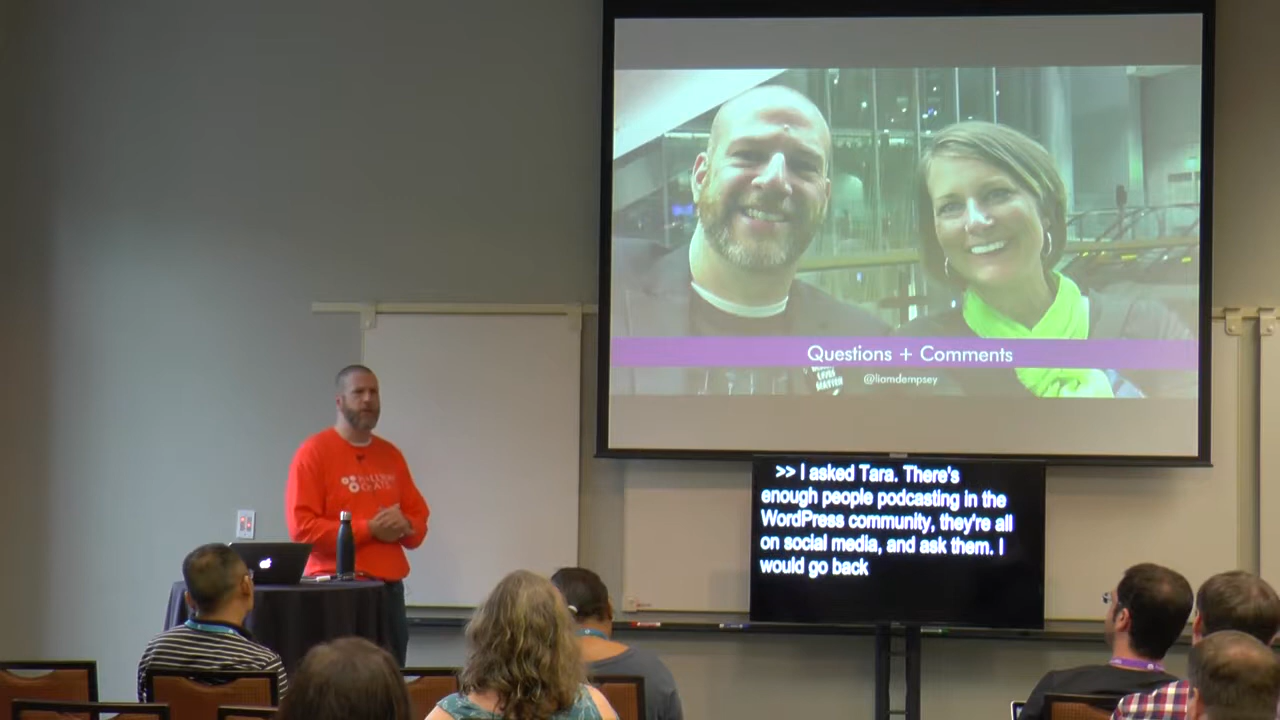 Questions + Comments
@liamdempsey
>> I asked Tara. There's
enough people podcasting in the
WordPress community, they're all
on social media, and ask them. I
would go back